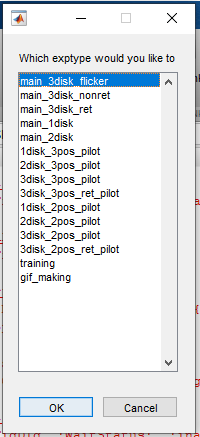 Which exptype would you like to
main_3disk_flicker
main_3disk_nonret
main_3disk_ret
main_1disk
main_2disk
1disk_3pos_pilot
2disk_3pos_pilot
3disk_3pos_pilot
3disk_3pos_ret_pilot
1disk_2pos_pilot
2disk_2pos_pilot
3disk_2pos_pilot
3disk_2pos_ret_pilot
training
gif_making
OK
Cancel